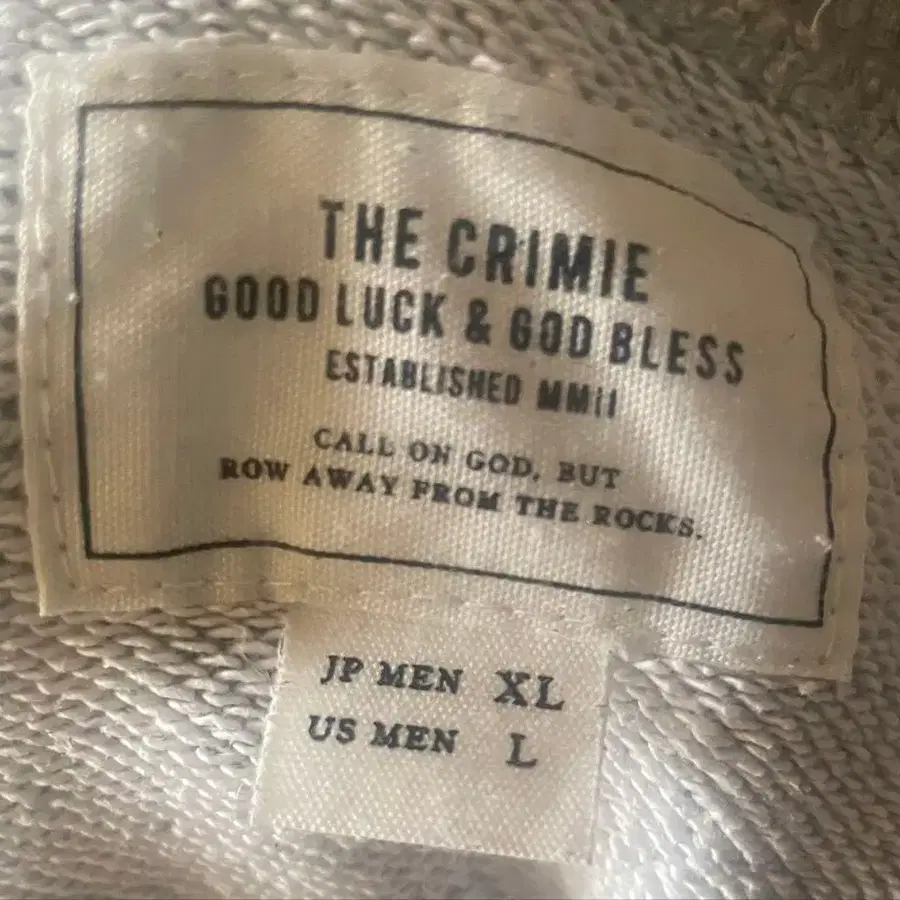 THE CRIMIE
GOOD LUCK & GOD BLESS
ESTABLISHED MMII
CALL ON GOD, BUT
ROW AWAY FROM THE ROCKS.
JP MEN XL
US MEN L